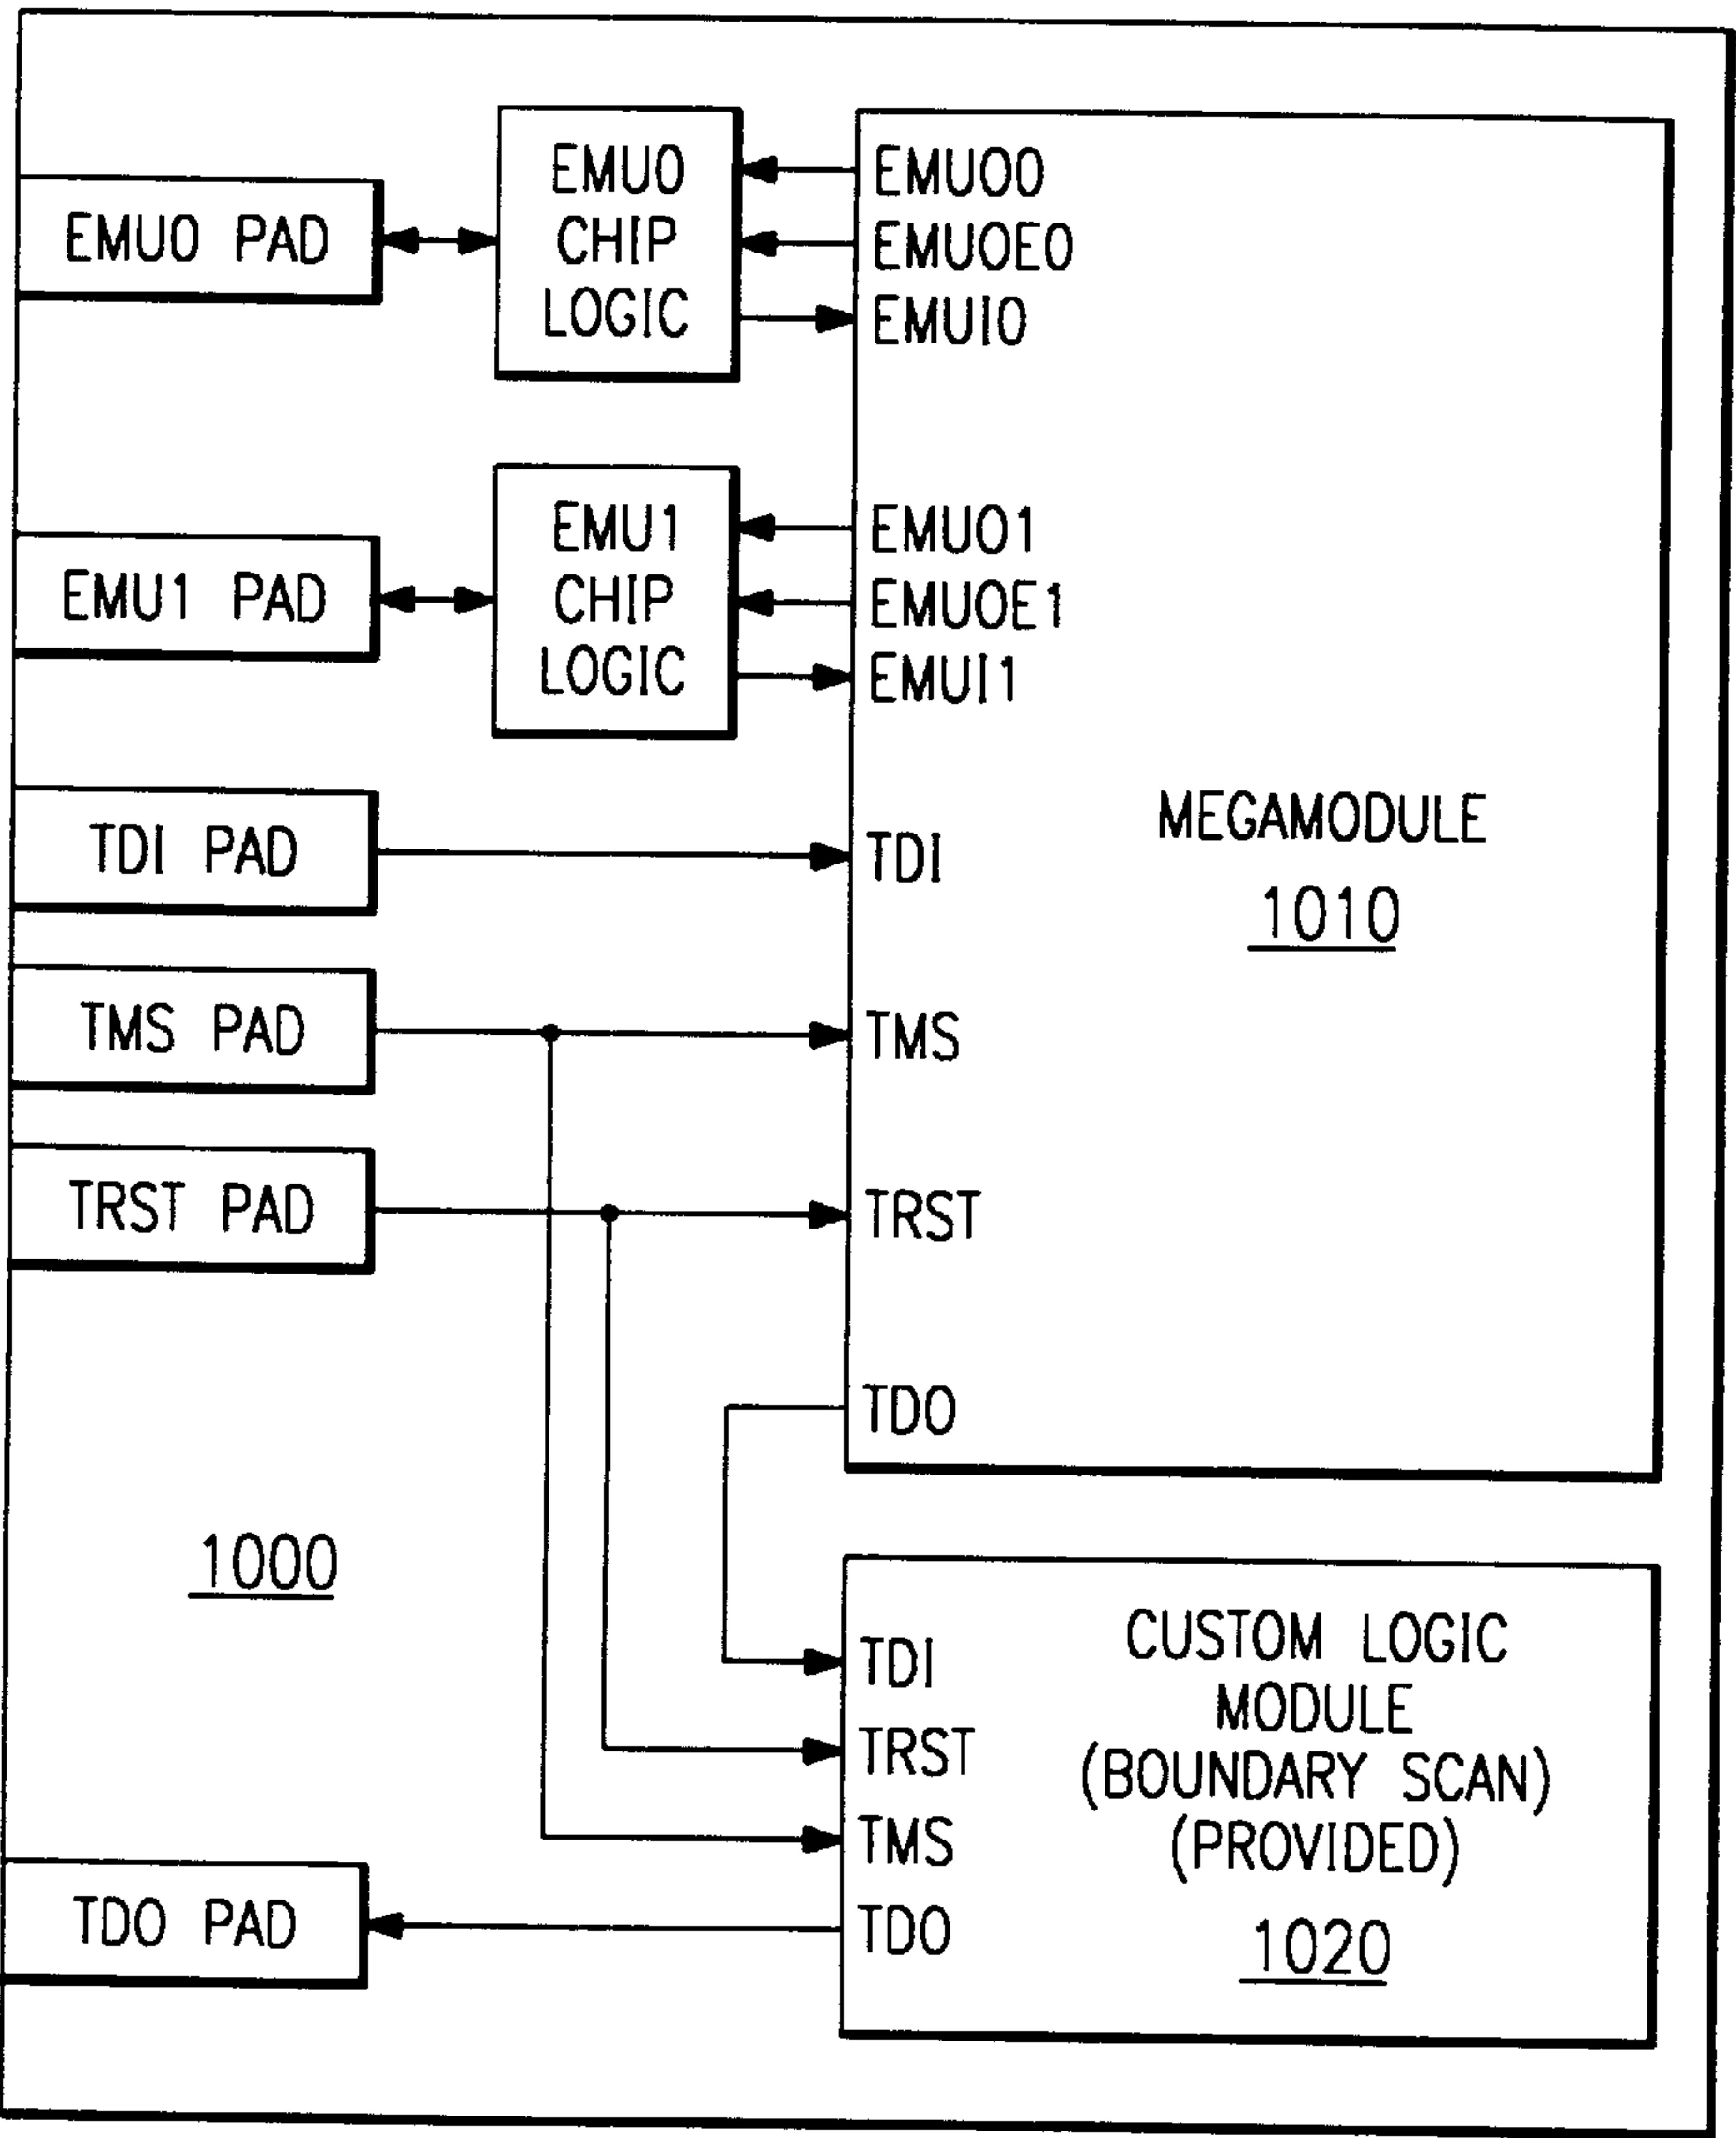 EMU0 PAD
EMU0
CHIP
LOGIC
EMUO0
EMUOE0
EMUI0
EMU1 PAD
EMU1
CHIP
LOGIC
EMUO1
EMUOE1
EMUI1
TDI PAD
TDI
MEGAMODULE
1010
TMS PAD
TMS
TRST PAD
TRST
TDO
1000
TDI
TRST
TMS
TDO
CUSTOM LOGIC
MODULE
(BOUNDARY SCAN)
(PROVIDED)
1020
TDO PAD